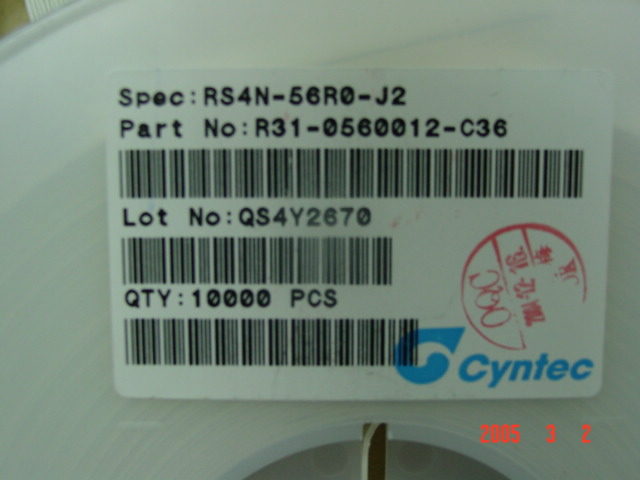 Spec:RS4N-56R0-J2
Part No:R31-0560012-C36
Lot No:QS4Y2670
QTY:10000 PCS
OQC
Cyntec
2005 3 2